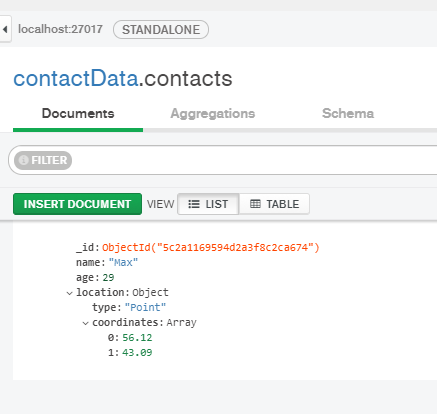 localhost:27017 STANDALONE
contactData.contacts
Documents Aggregations Schema
FILTER
INSERT DOCUMENT VIEW LIST TABLE
_id:ObjectId("5c2a1169594d2a3f8c2ca674")
name:"Max"
age:29
location:Object
type:"Point"
coordinates:Array
0:56.12
1:43.09